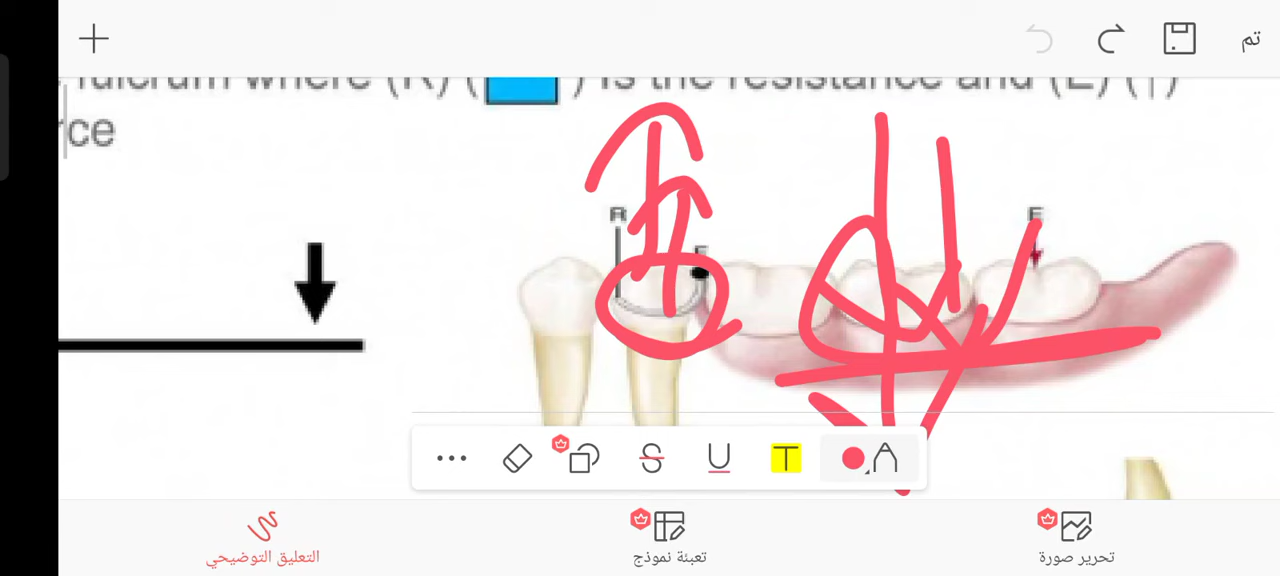 تم
fulcrum where (R) ( ) is the resistance and (E) (↑)
rce
R
F
E
S U T A
التعليق التوضيحي
تعبئة نموذج
تحرير صورة